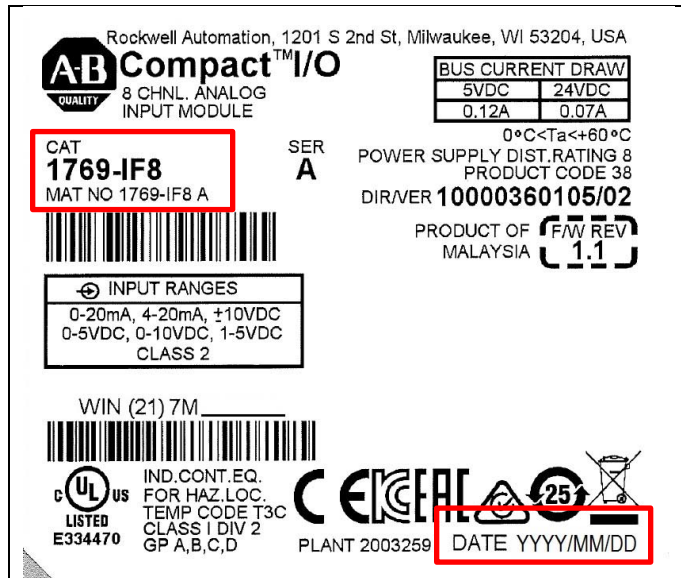 Rockwell Automation, 1201 S 2nd St, Milwaukee, WI 53204, USA
A-B
QUALITY
Compact™I/O
8 CHNL. ANALOG
INPUT MODULE
BUS CURRENT DRAW
5VDC 24VDC
0.12A 0.07A
0°C<Ta<+60°C
CAT
1769-IF8
MAT NO 1769-IF8 A
SER
A
POWER SUPPLY DIST.RATING 8
PRODUCT CODE 38
DIR/VER 10000360105/02
PRODUCT OF
MALAYSIA
F/W REV
1.1
INPUT RANGES
0-20mA, 4-20mA, ±10VDC
0-5VDC, 0-10VDC, 1-5VDC
CLASS 2
WIN (21) 7M_______
C UL US
LISTED
E334470
IND.CONT.EQ.
FOR HAZ.LOC.
TEMP CODE T3C
CLASS I DIV 2
GP A,B,C,D
CE
EAC
25
PLANT 2003259
DATE YYYY/MM/DD